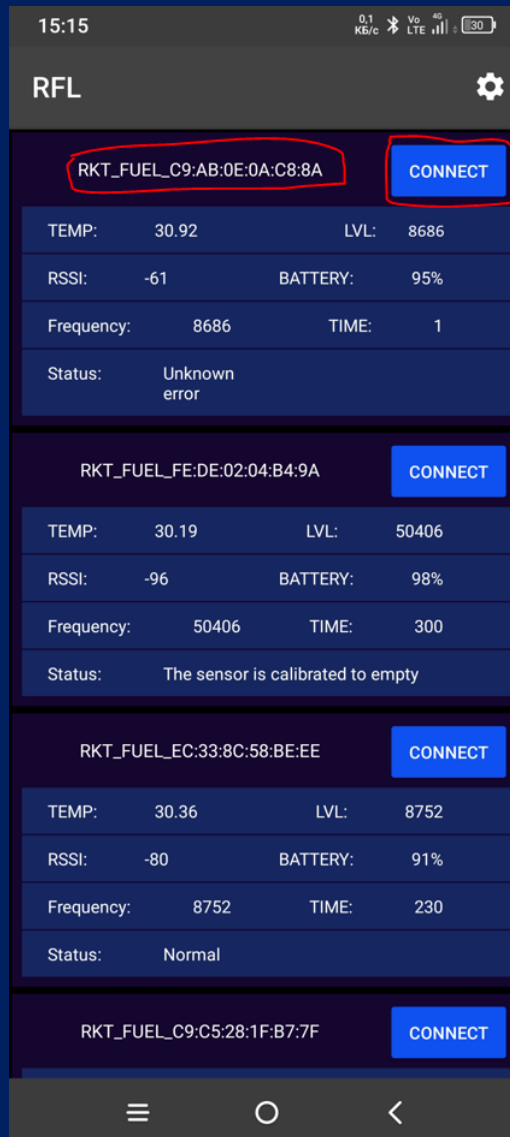 15:15 0,1 КБ/с Vo LTE 4G 30
RFL
RKT_FUEL_C9:AB:0E:0A:C8:8A CONNECT
TEMP: 30.92 LVL: 8686
RSSI: -61 BATTERY: 95%
Frequency: 8686 TIME: 1
Status: Unknown
error
RKT_FUEL_FE:DE:02:04:B4:9A CONNECT
TEMP: 30.19 LVL: 50406
RSSI: -96 BATTERY: 98%
Frequency: 50406 TIME: 300
Status: The sensor is calibrated to empty
RKT_FUEL_EC:33:8C:58:BE:EE CONNECT
TEMP: 30.36 LVL: 8752
RSSI: -80 BATTERY: 91%
Frequency: 8752 TIME: 230
Status: Normal
RKT_FUEL_C9:C5:28:1F:B7:7F CONNECT